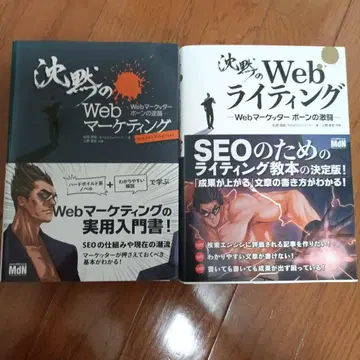 沈黙の
Web
マーケティング
Webマーケッター
ボーンの逆襲
ハードボイルド系
ノベル
+
わかりやすい
解説
で学ぶ
Webマーケティングの
実用入門書!
SEOの仕組みや現在の潮流
マーケッターが押さえておくべき
基本がわかる!
MdN
沈黙の
Web
ライティング
—Webマーケッター ボーンの激闘—
MdN
SEOのための
ライティング教本の決定版!
「成果が上がる」文章の書き方がわかる!
検索エンジンに評価される記事を作りたい!
わかりやすい文章が書けない!
書いても書いても成果が出ず困っている!